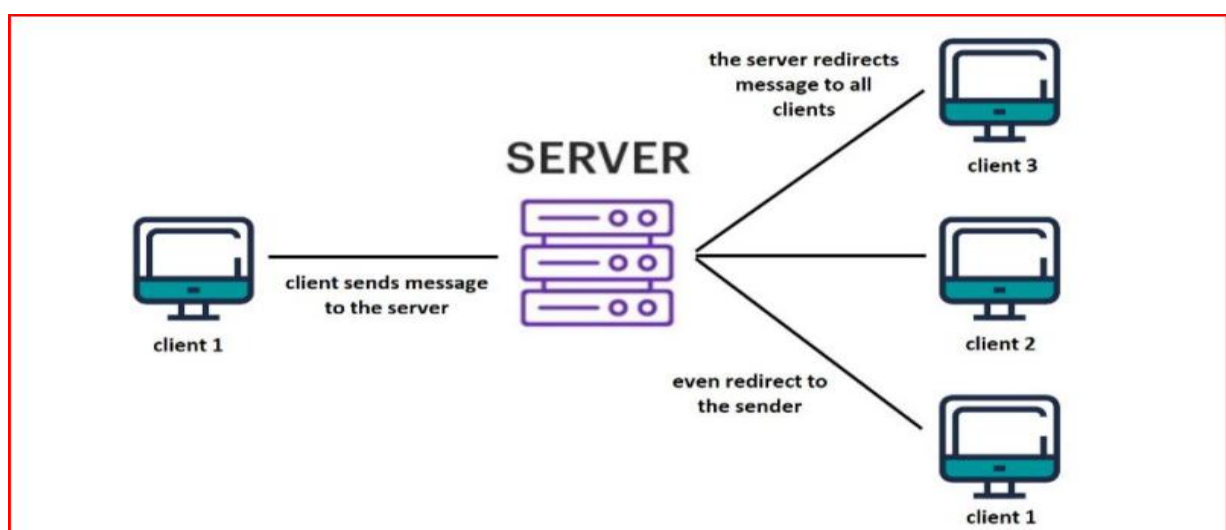 the server redirects
message to all
clients
client 3
SERVER
client sends message
to the server
client 1
client 2
even redirect to
the sender
client 1